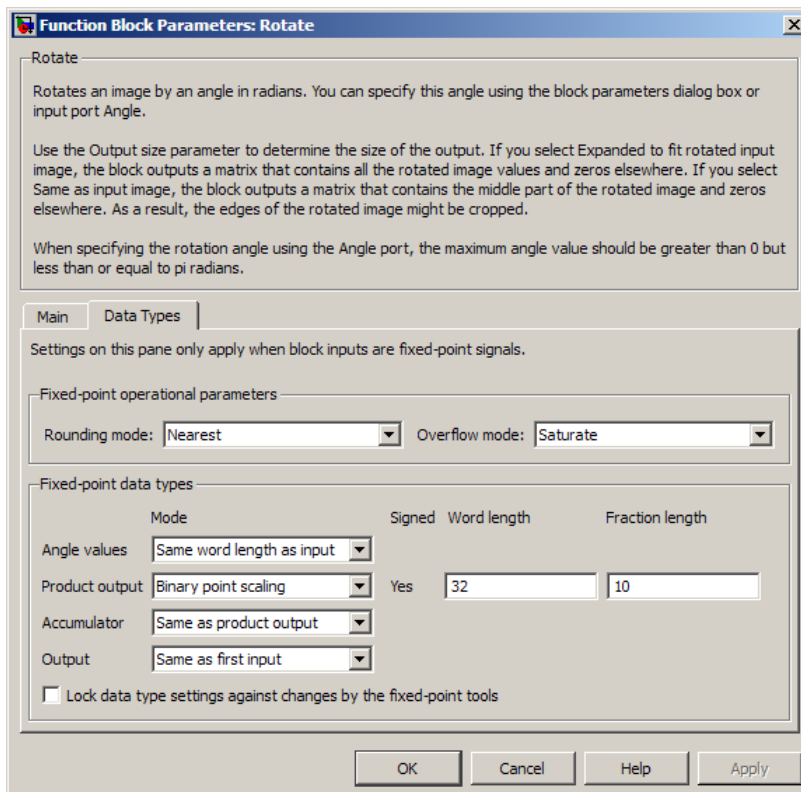 Function Block Parameters: Rotate
Rotate
Rotates an image by an angle in radians. You can specify this angle using the block parameters dialog box or
input port Angle.
Use the Output size parameter to determine the size of the output. If you select Expanded to fit rotated input
image, the block outputs a matrix that contains all the rotated image values and zeros elsewhere. If you select
Same as input image, the block outputs a matrix that contains the middle part of the rotated image and zeros
elsewhere. As a result, the edges of the rotated image might be cropped.
When specifying the rotation angle using the Angle port, the maximum angle value should be greater than 0 but
less than or equal to pi radians.
Main Data Types
Settings on this pane only apply when block inputs are fixed-point signals.
Fixed-point operational parameters
Rounding mode: Nearest Overflow mode: Saturate
Fixed-point data types
Mode Signed Word length Fraction length
Angle values Same word length as input
Product output Binary point scaling Yes 32 10
Accumulator Same as product output
Output Same as first input
Lock data type settings against changes by the fixed-point tools
OK Cancel Help Apply